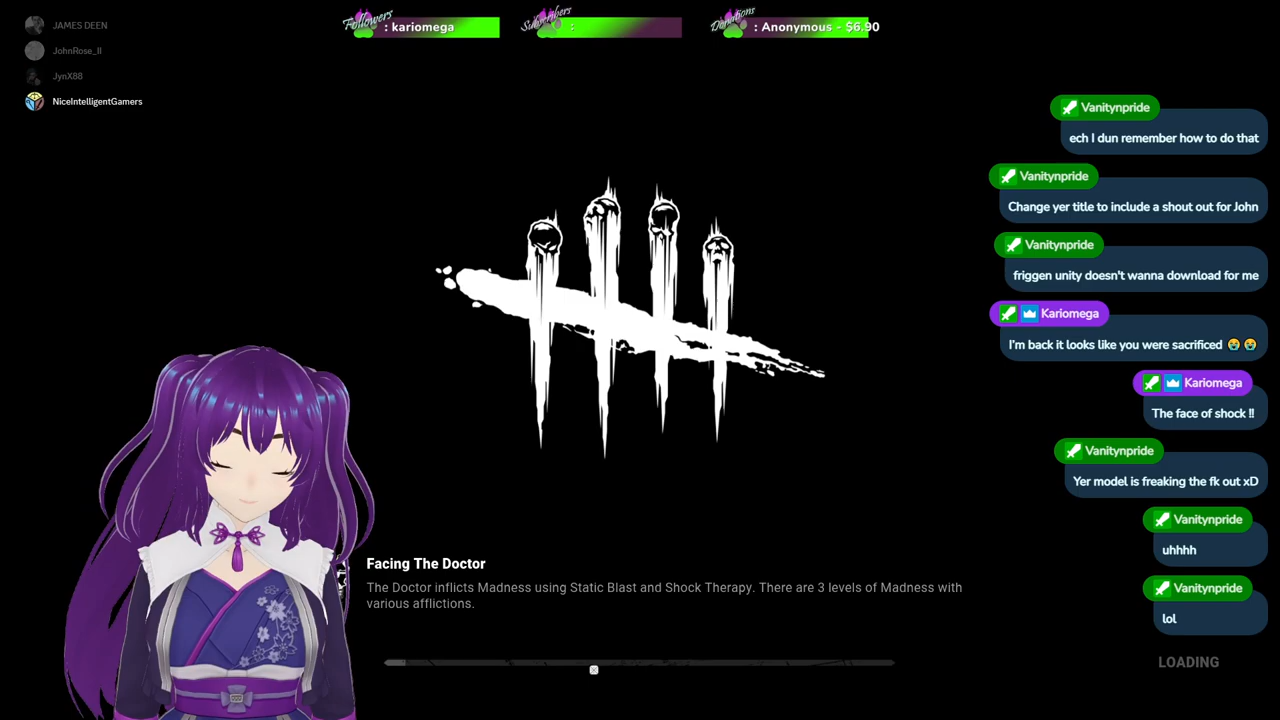 JAMES DEEN
JohnRose_II
JynX88
NiceIntelligentGamers
Followers : kariomega
Subscribers :
Donations : Anonymous - $6.90
Vanitynpride
ech I dun remember how to do that
Vanitynpride
Change yer title to include a shout out for John
Vanitynpride
friggen unity doesn't wanna download for me
Kariomega
I'm back it looks like you were sacrificed 😭 😭
Kariomega
The face of shock !!
Vanitynpride
Yer model is freaking the fk out xD
Vanitynpride
uhhhh
Vanitynpride
lol
Facing The Doctor
The Doctor inflicts Madness using Static Blast and Shock Therapy. There are 3 levels of Madness with
various afflictions.
LOADING